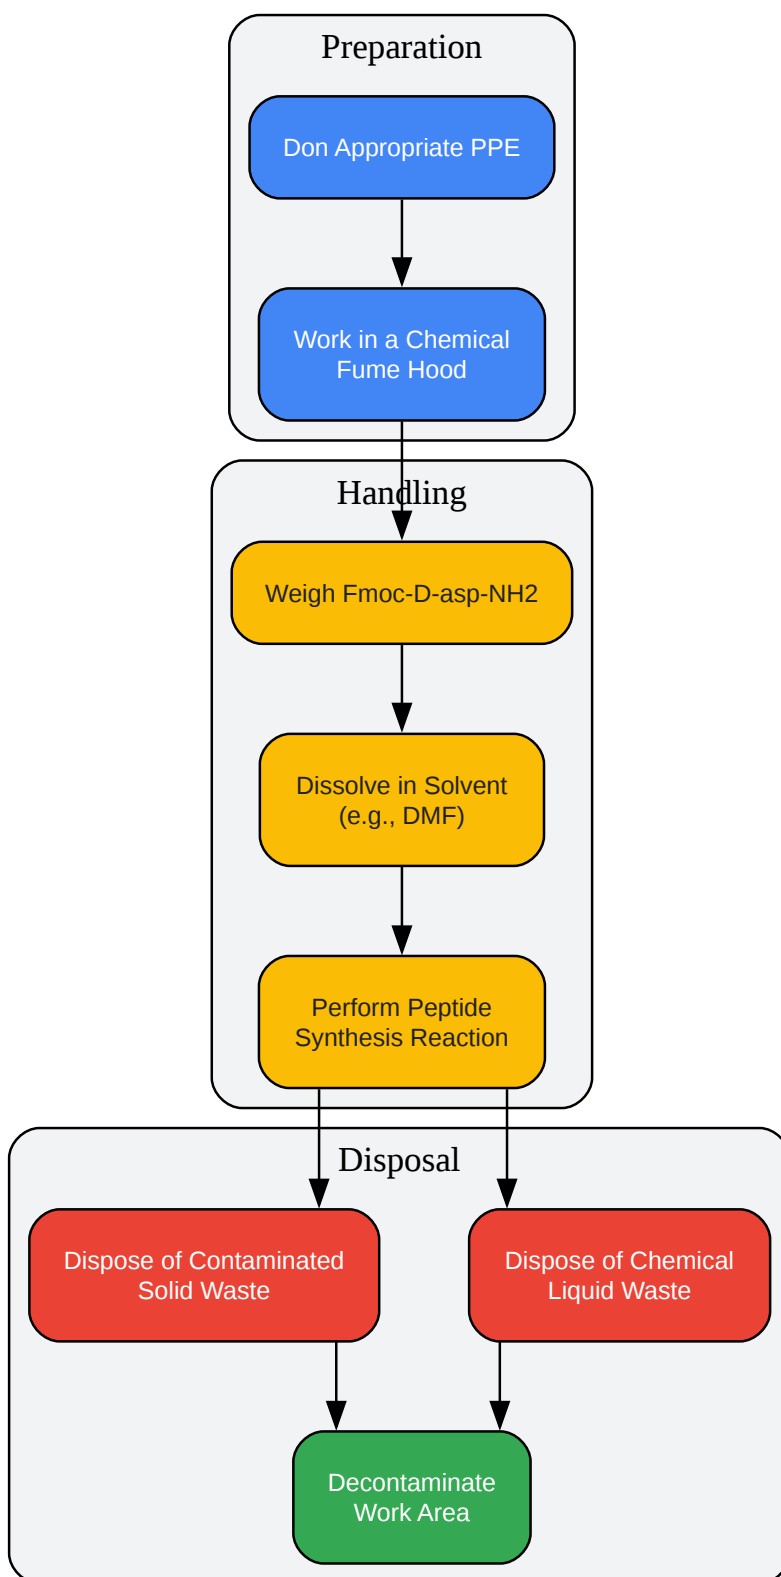 Preparation
Don Appropriate PPE
Work in a Chemical
Fume Hood
Handling
Weigh Fmoc-D-asp-NH2
Dissolve in Solvent
(e.g., DMF)
Perform Peptide
Synthesis Reaction
Disposal
Dispose of Contaminated
Solid Waste
Dispose of Chemical
Liquid Waste
Decontaminate
Work Area